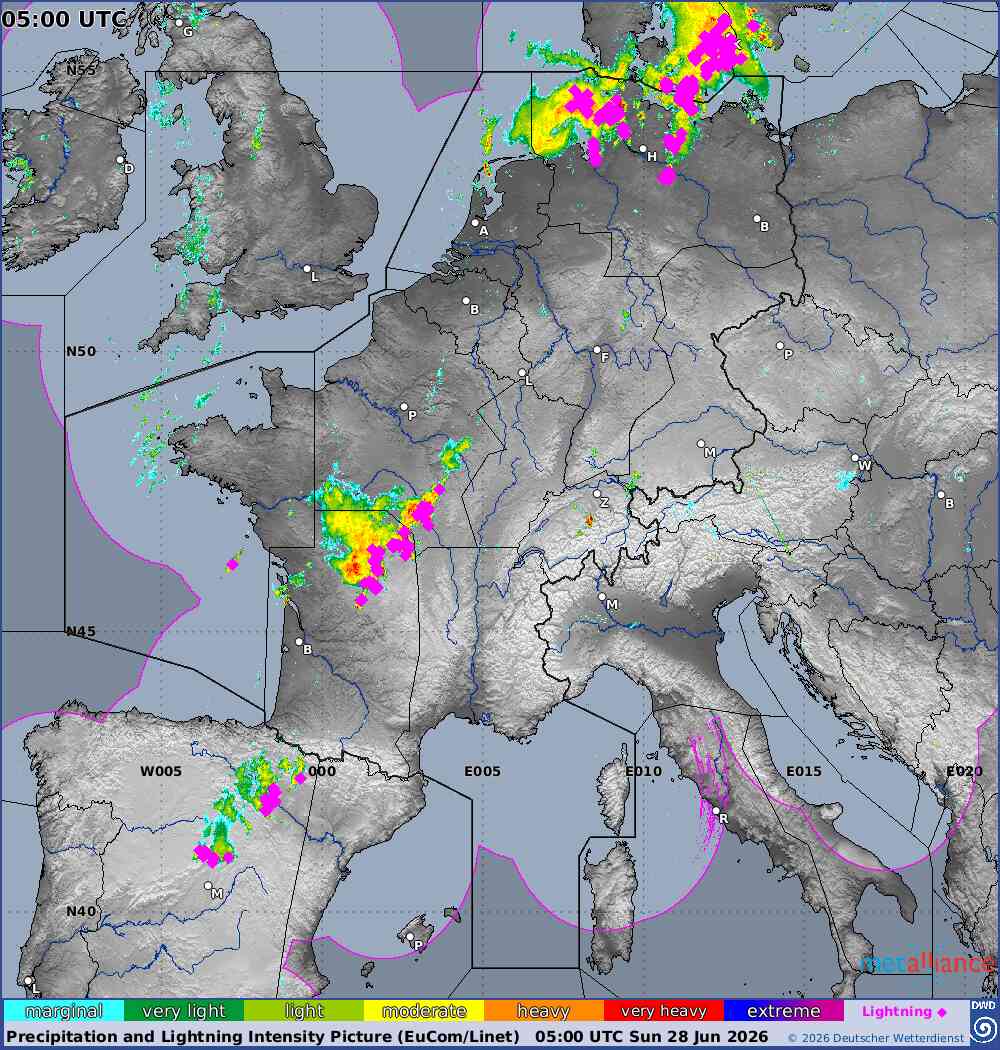 05:00 UTC
G
N55
D
H
A
B
L
B
N50
F
P
L
P
M
W
Z
B
M
N45
B
W005
000
E005
E010
E015
E020
R
M
N40
P
L
metalliance
marginal very light light moderate heavy very heavy extreme Lightning ◆
DWD
Precipitation and Lightning Intensity Picture (EuCom/Linet) 05:00 UTC Sun 28 Jun 2026 © 2026 Deutscher Wetterdienst